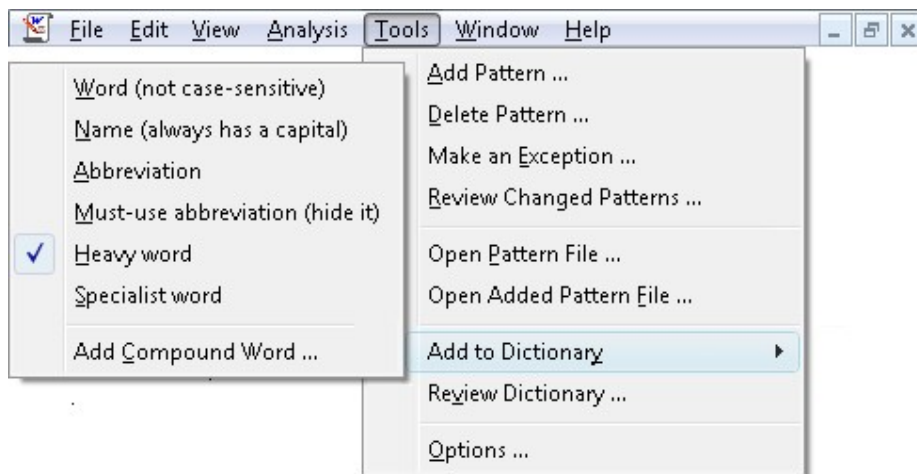 File Edit View Analysis Tools Window Help
Word (not case-sensitive)
Name (always has a capital)
Abbreviation
Must-use abbreviation (hide it)
Heavy word
Specialist word
Add Compound Word ...
Add Pattern ...
Delete Pattern ...
Make an Exception ...
Review Changed Patterns ...
Open Pattern File ...
Open Added Pattern File ...
Add to Dictionary
Review Dictionary ...
Options ...